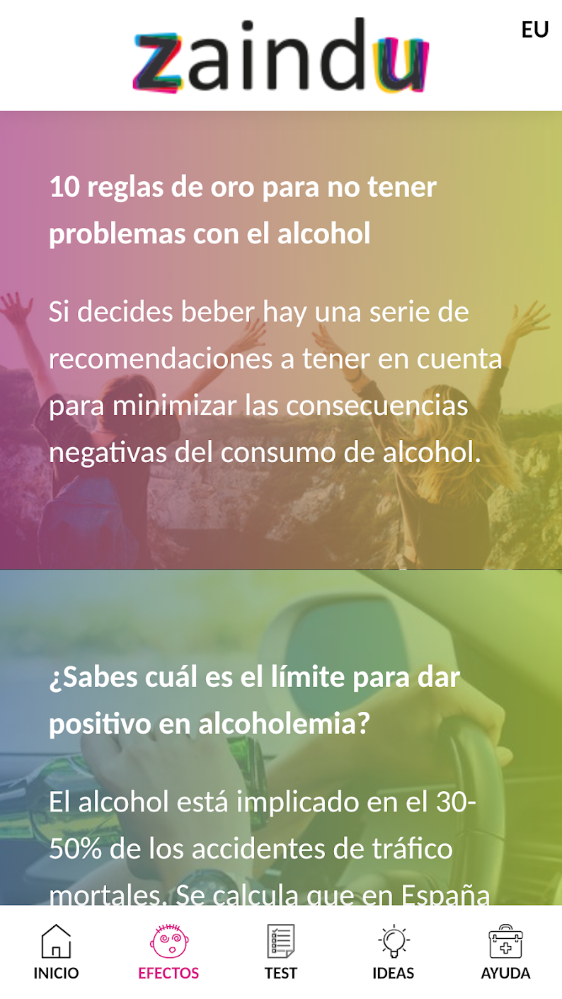 zaindu
EU
10 reglas de oro para no tener
problemas con el alcohol
Si decides beber hay una serie de
recomendaciones a tener en cuenta
para minimizar las consecuencias
negativas del consumo de alcohol.
¿Sabes cuál es el límite para dar
positivo en alcoholemia?
El alcohol está implicado en el 30-
50% de los accidentes de tráfico
mortales. Se calcula que en España
INICIO
EFECTOS
TEST
IDEAS
AYUDA